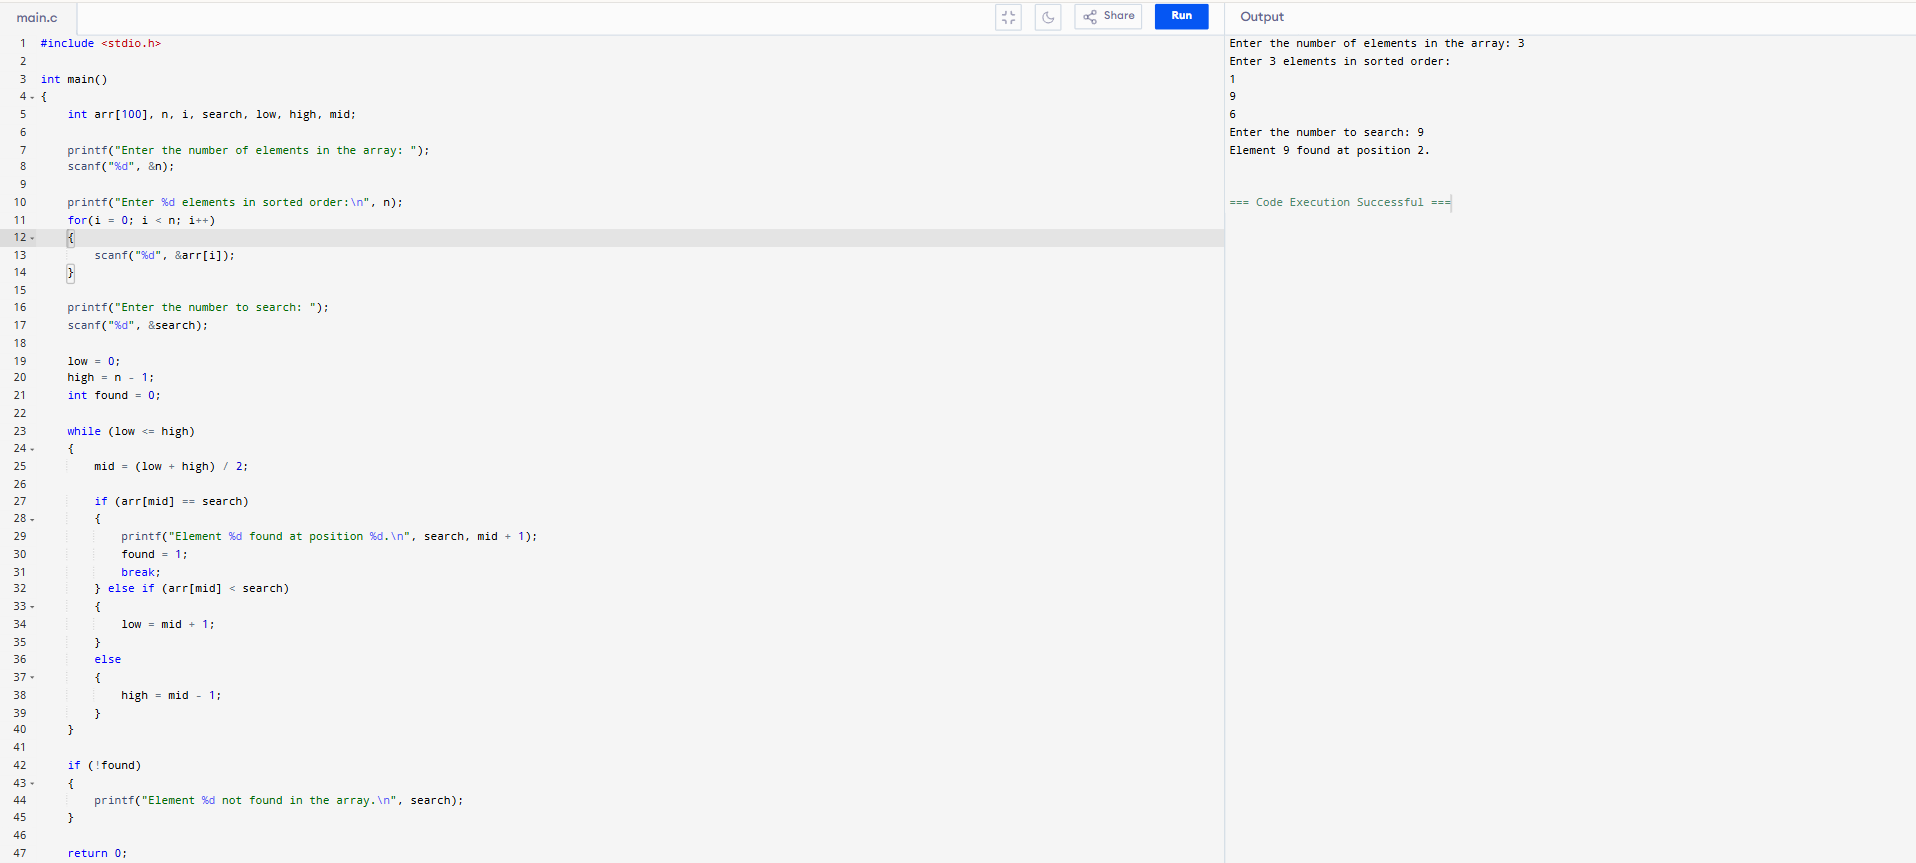 main.c
Share
Run
Output
1 #include <stdio.h>
2
3 int main()
4 {
5     int arr[100], n, i, search, low, high, mid;
6
7     printf("Enter the number of elements in the array: ");
8     scanf("%d", &n);
9
10     printf("Enter %d elements in sorted order:\n", n);
11     for(i = 0; i < n; i++)
12     {
13         scanf("%d", &arr[i]);
14     }
15
16     printf("Enter the number to search: ");
17     scanf("%d", &search);
18
19     low = 0;
20     high = n - 1;
21     int found = 0;
22
23     while (low <= high)
24     {
25         mid = (low + high) / 2;
26
27         if (arr[mid] == search)
28         {
29             printf("Element %d found at position %d.\n", search, mid + 1);
30             found = 1;
31             break;
32         } else if (arr[mid] < search)
33         {
34             low = mid + 1;
35         }
36         else
37         {
38             high = mid - 1;
39         }
40     }
41
42     if (!found)
43     {
44         printf("Element %d not found in the array.\n", search);
45     }
46
47     return 0;
Enter the number of elements in the array: 3
Enter 3 elements in sorted order:
1
9
6
Enter the number to search: 9
Element 9 found at position 2.
=== Code Execution Successful ===